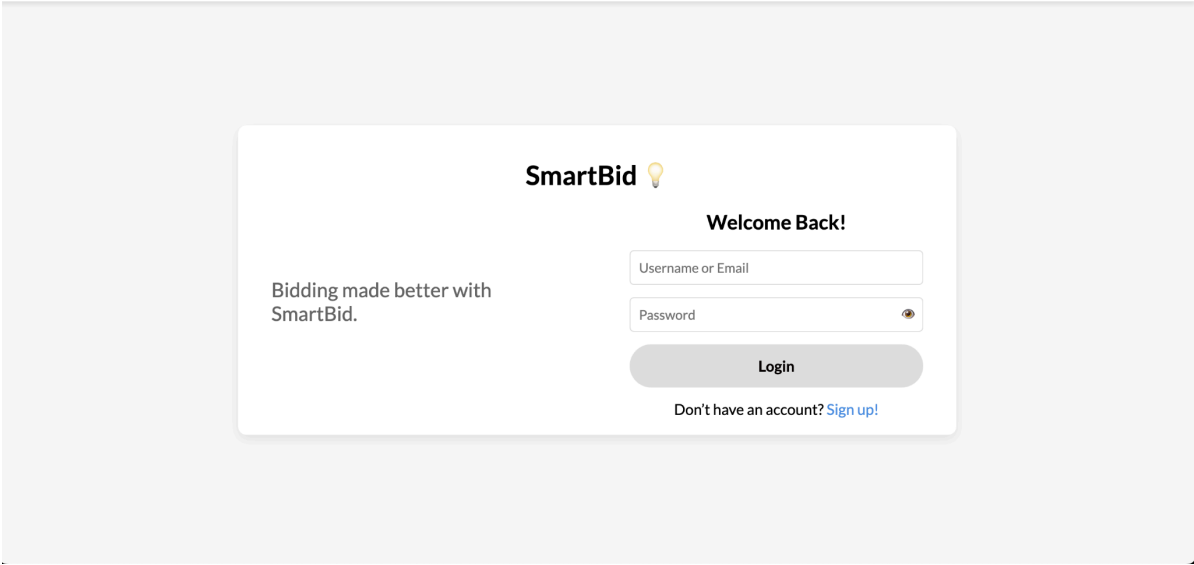 SmartBid 💡
Welcome Back!
Username or Email
Bidding made better with
SmartBid.
Password
Login
Don't have an account? Sign up!